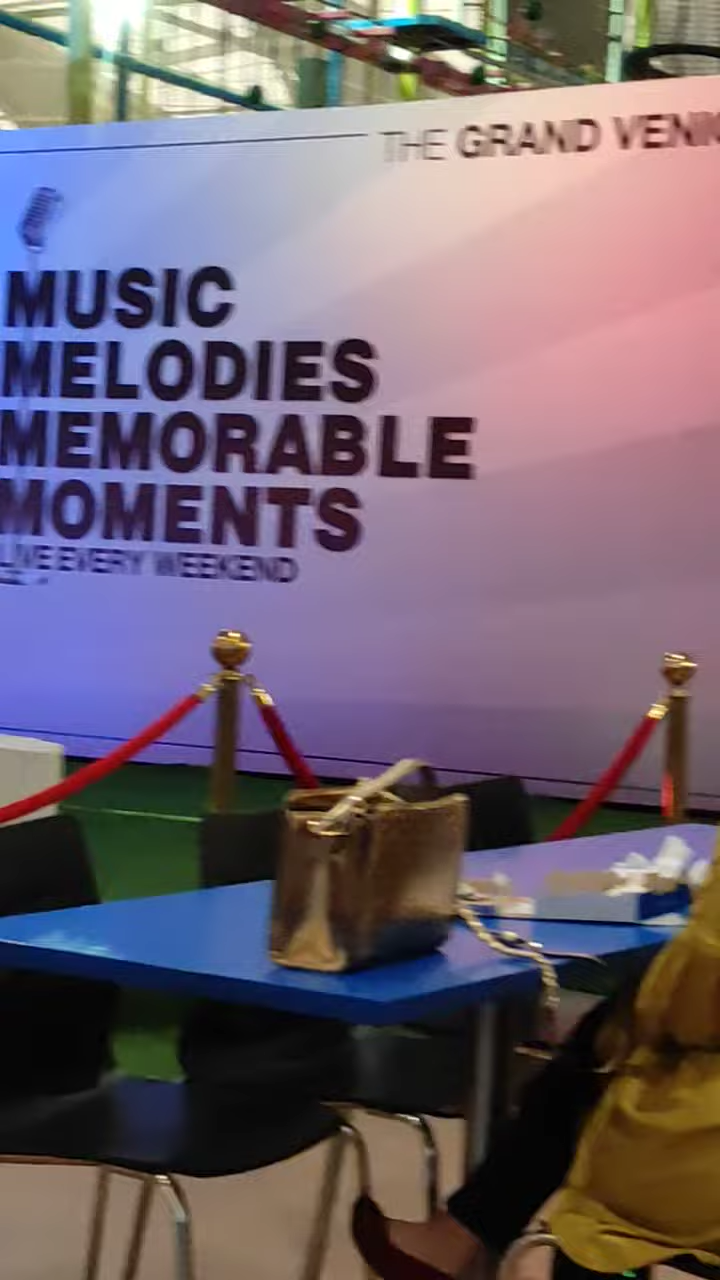 THE GRAND
MUSIC
MELODIES
MEMORABLE
MOMENTS
LIVE EVERY WEEKEND